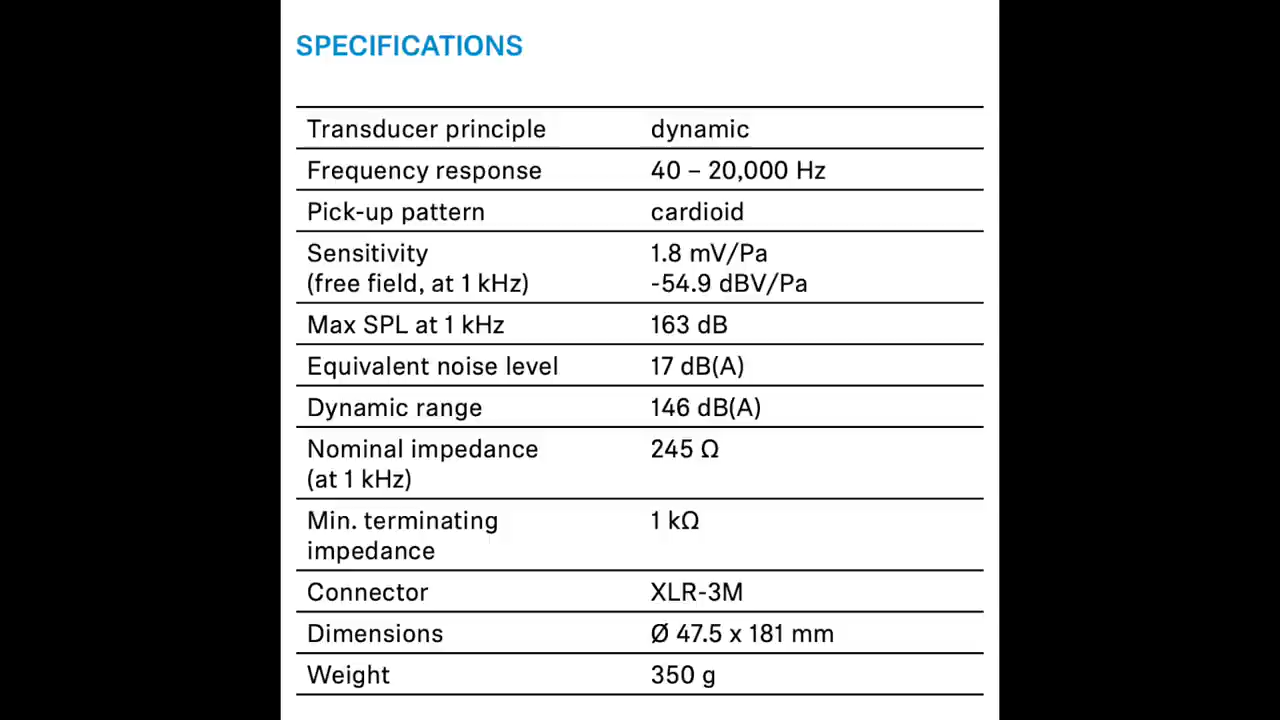 SPECIFICATIONS
Transducer principle dynamic
Frequency response 40 – 20,000 Hz
Pick-up pattern cardioid
Sensitivity 1.8 mV/Pa
(free field, at 1 kHz) -54.9 dBV/Pa
Max SPL at 1 kHz 163 dB
Equivalent noise level 17 dB(A)
Dynamic range 146 dB(A)
Nominal impedance 245 Ω
(at 1 kHz)
Min. terminating 1 kΩ
impedance
Connector XLR-3M
Dimensions Ø 47.5 x 181 mm
Weight 350 g